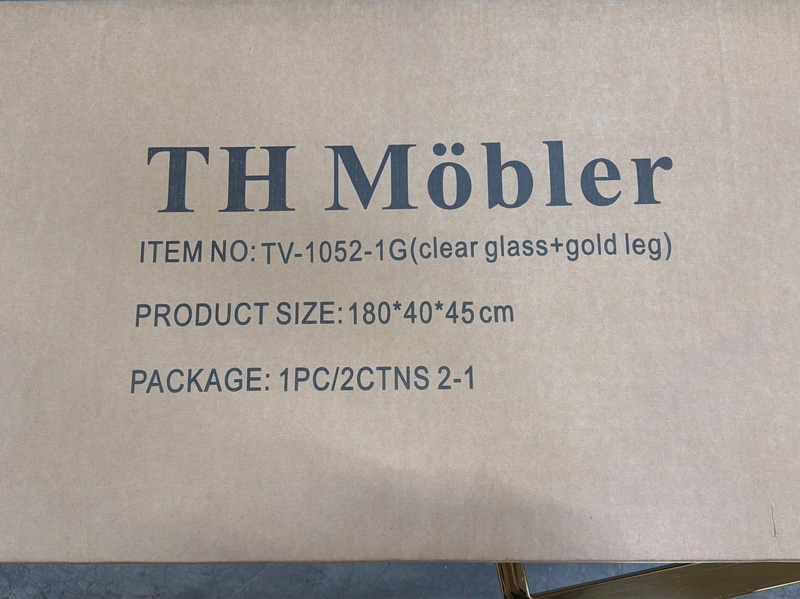 TH Möbler
ITEM NO: TV-1052-1G(clear glass+gold leg)
PRODUCT SIZE: 180*40*45cm
PACKAGE: 1PC/2CTNS 2-1